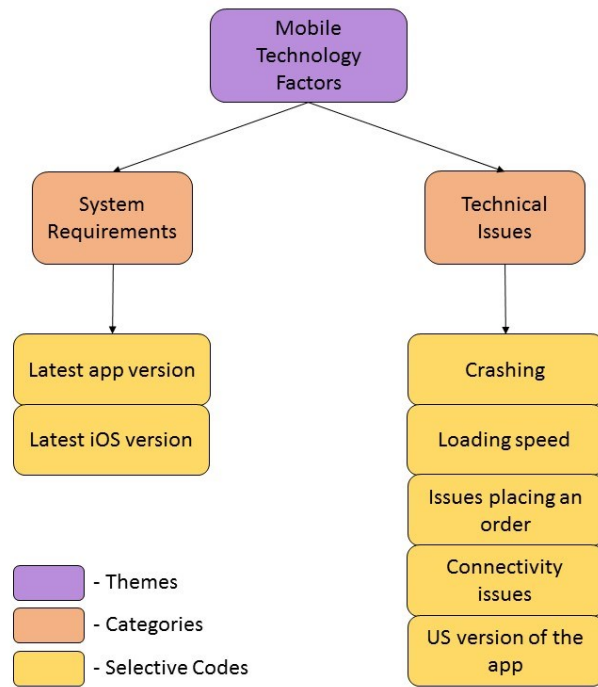 Mobile
Technology
Factors
System
Requirements
Technical
Issues
Latest app version
Latest iOS version
Crashing
Loading speed
Issues placing an
order
Connectivity
issues
US version of the
app
- Themes
- Categories
- Selective Codes